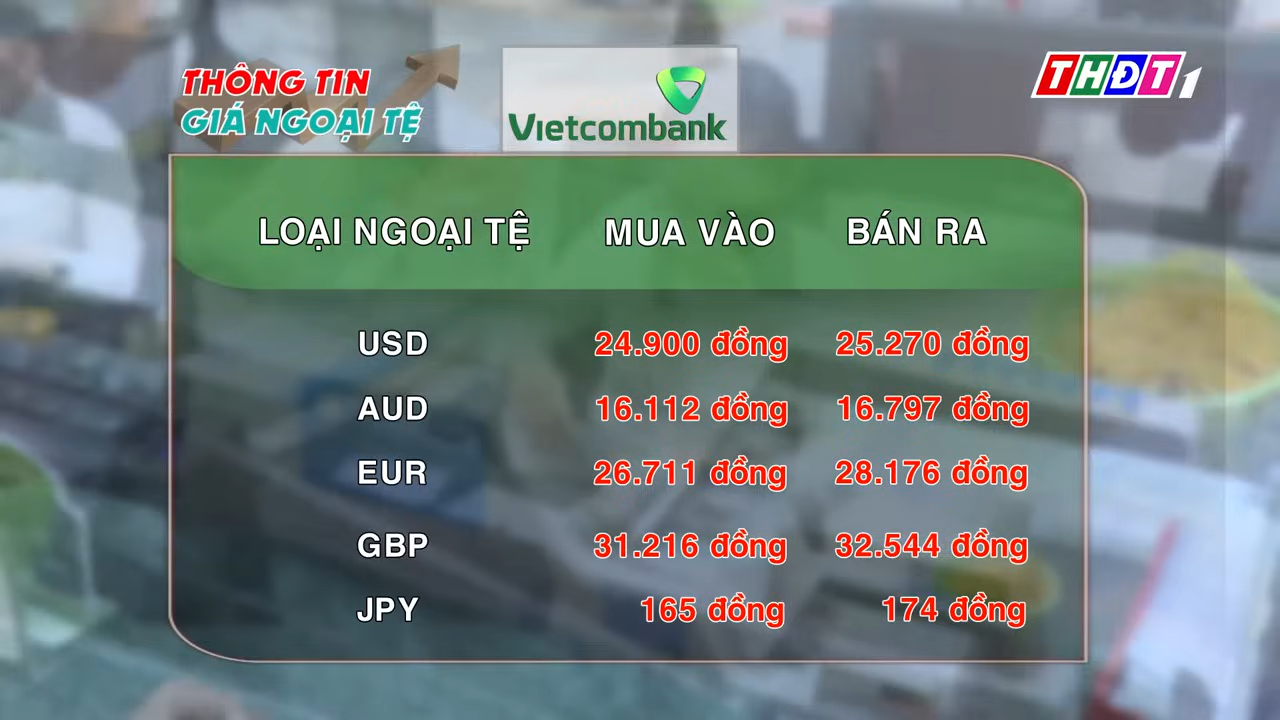 THÔNG TIN
GIÁ NGOẠI TỆ
Vietcombank
THĐT1
LOẠI NGOẠI TỆ MUA VÀO BÁN RA
USD 24.900 đồng 25.270 đồng
AUD 16.112 đồng 16.797 đồng
EUR 26.711 đồng 28.176 đồng
GBP 31.216 đồng 32.544 đồng
JPY 165 đồng 174 đồng